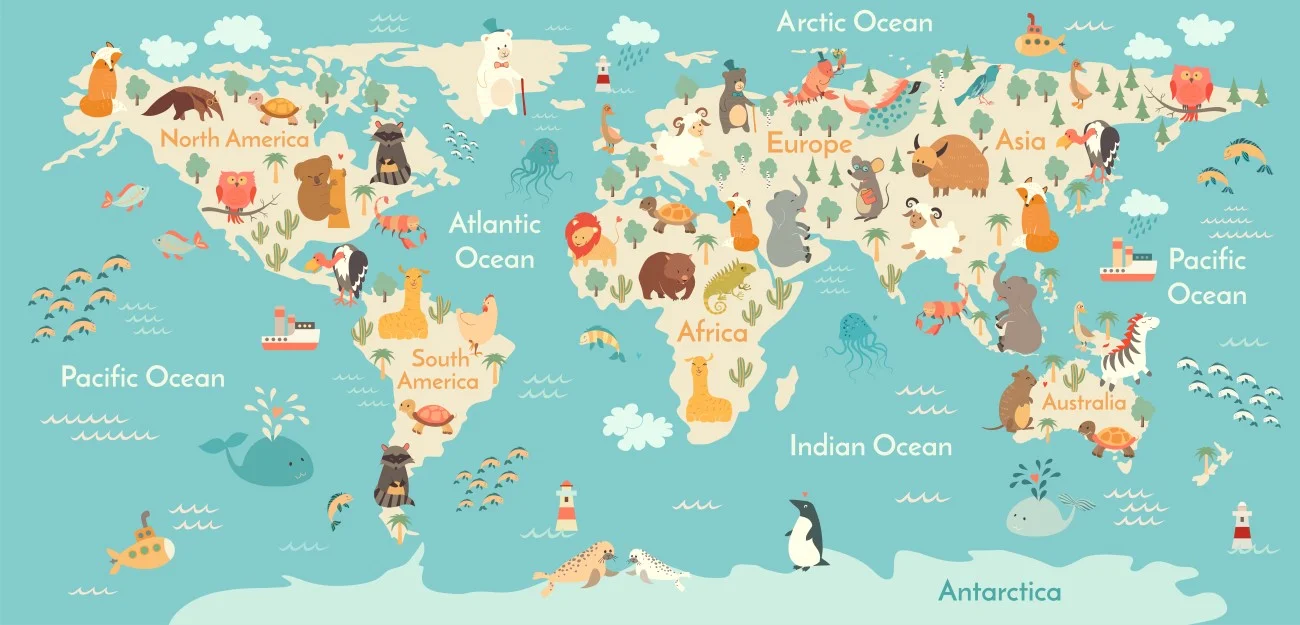 Arctic Ocean
North America
Europe
Asia
Atlantic
Ocean
Pacific
Ocean
Africa
South
America
Pacific Ocean
Australia
Indian Ocean
Antarctica